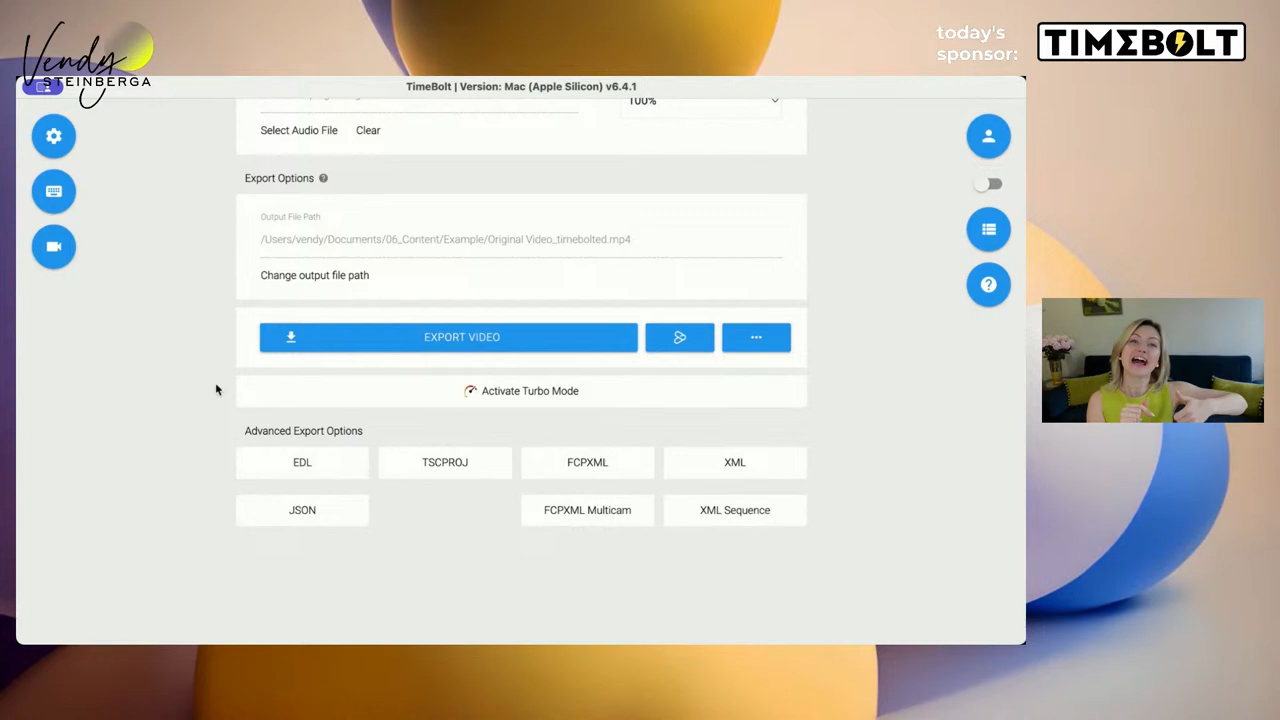 Vendy
STEINBERGA
today's
sponsor:
TIMEBOLT
TimeBolt | Version: Mac (Apple Silicon) v6.4.1
100%
Select Audio File Clear
Export Options
Output File Path
/Users/vendy/Documents/06_Content/Example/Original Video_timebolted.mp4
Change output file path
EXPORT VIDEO
Activate Turbo Mode
Advanced Export Options
EDL TSCPROJ FCPXML XML
JSON FCPXML Multicam XML Sequence